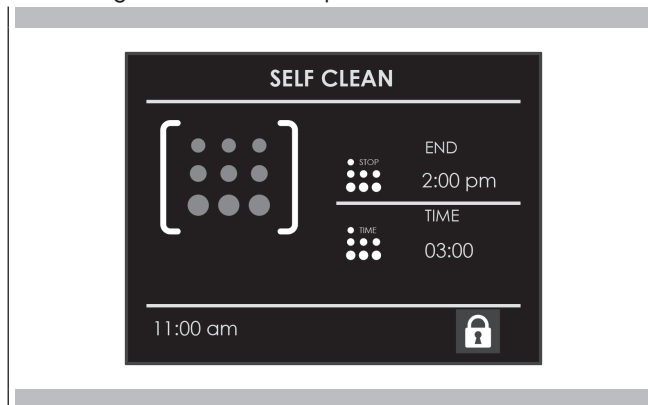 SELF CLEAN
STOP
END
2:00 pm
TIME
TIME
03:00
11:00 am